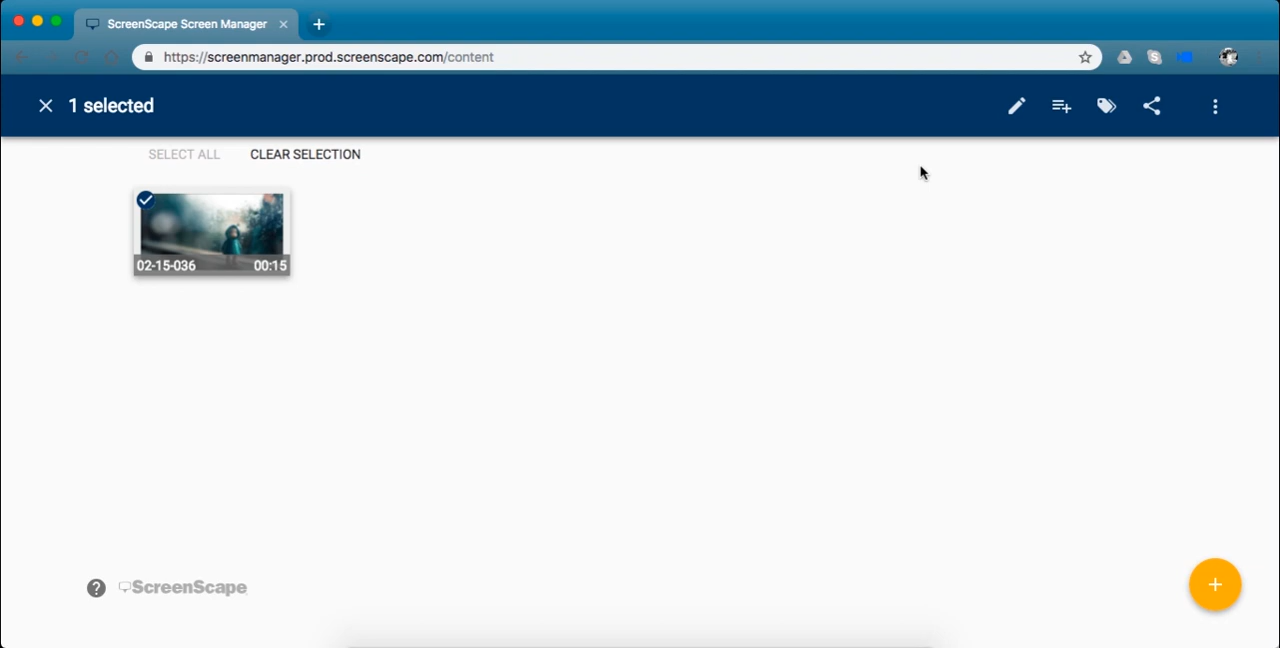 ScreenScape Screen Manager
https://screenmanager.prod.screenscape.com/content
1 selected
SELECT ALL CLEAR SELECTION
02-15-036 00:15
ScreenScape